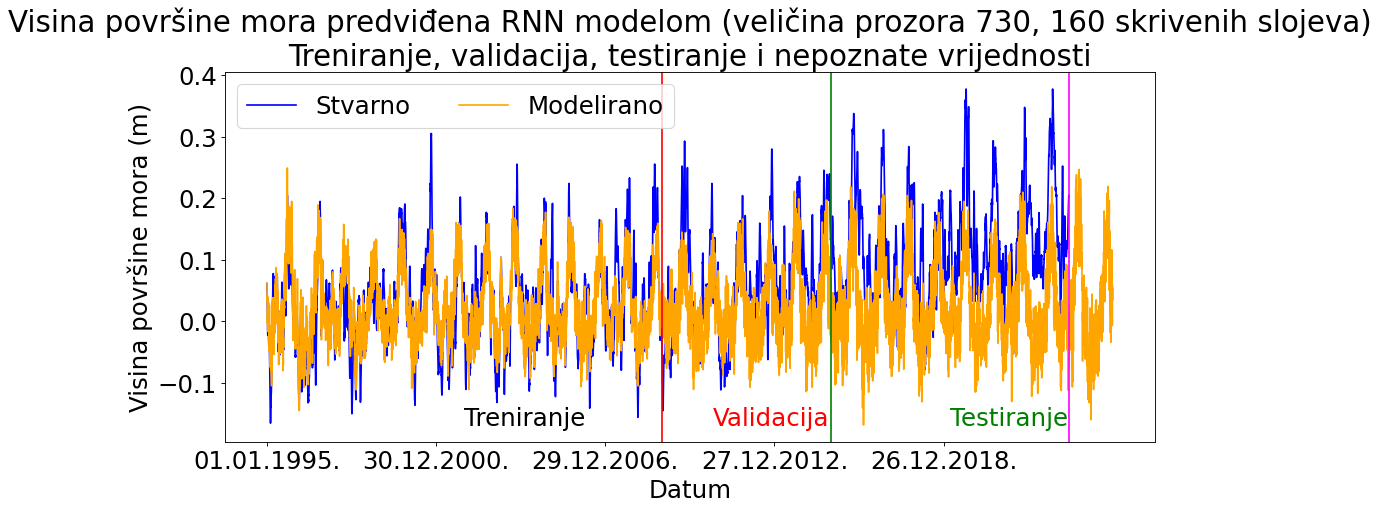 Visina površine mora predviđena RNN modelom (veličina prozora 730, 160 skrivenih slojeva)
Treniranje, validacija, testiranje i nepoznate vrijednosti
Stvarno Modelirano
Visina površine mora (m)
0.4
0.3
0.2
0.1
0.0
−0.1
Treniranje Validacija Testiranje
01.01.1995. 30.12.2000. 29.12.2006. 27.12.2012. 26.12.2018.
Datum